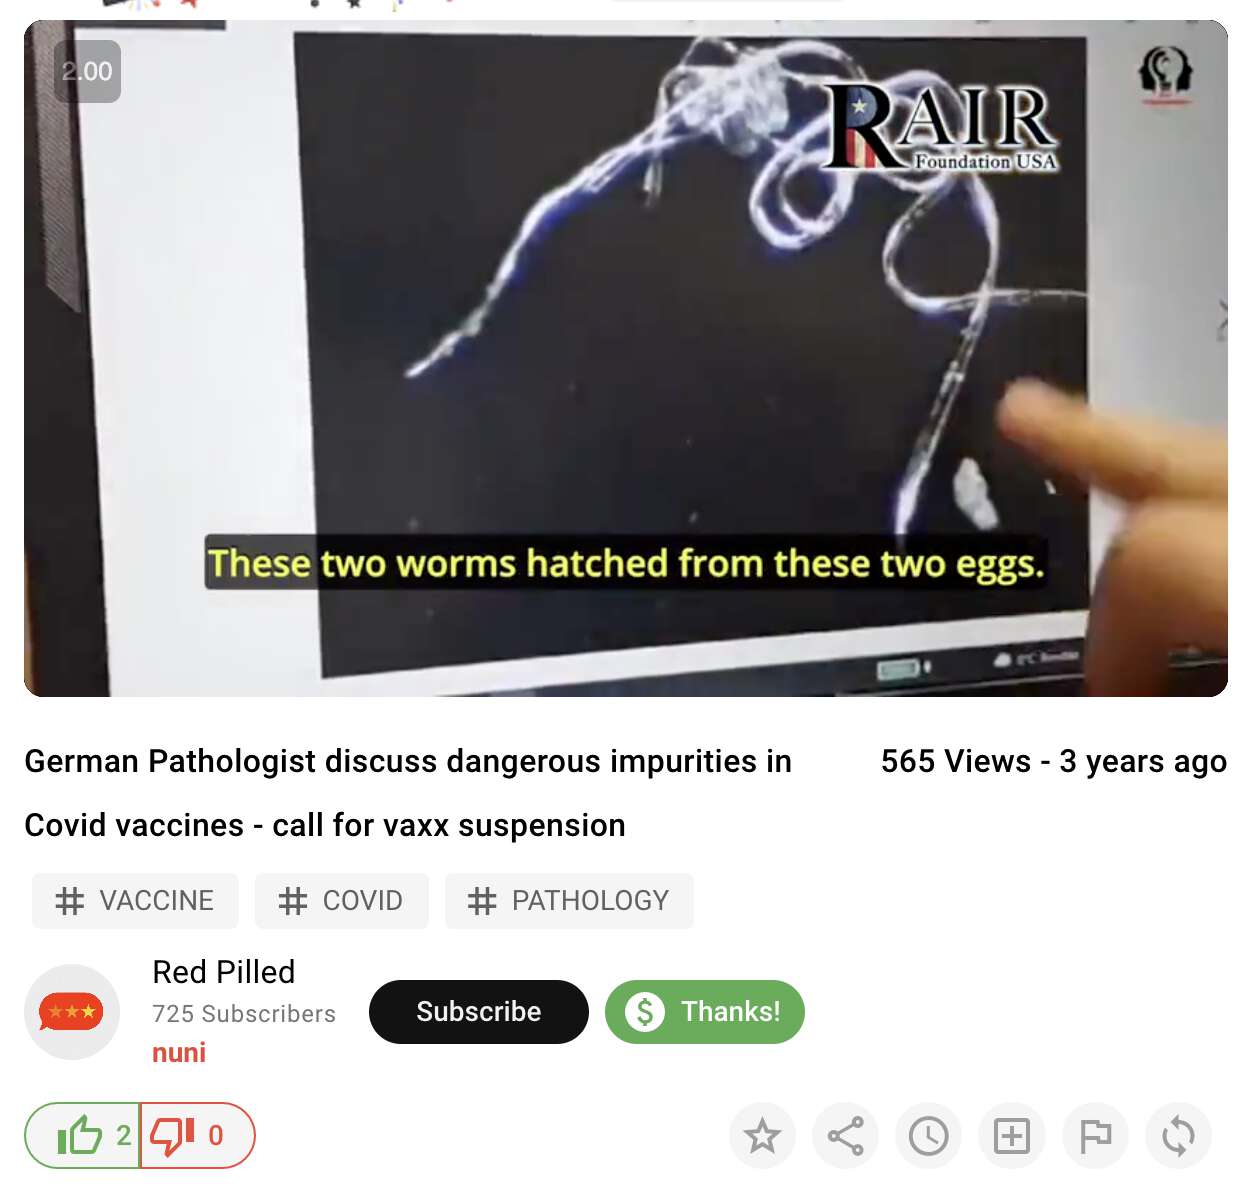 2.00
RAIR
Foundation USA
These two worms hatched from these two eggs.
German Pathologist discuss dangerous impurities in
Covid vaccines - call for vaxx suspension
565 Views - 3 years ago
# VACCINE
# COVID
# PATHOLOGY
Red Pilled
725 Subscribers
nuni
Subscribe
$ Thanks!
2
0